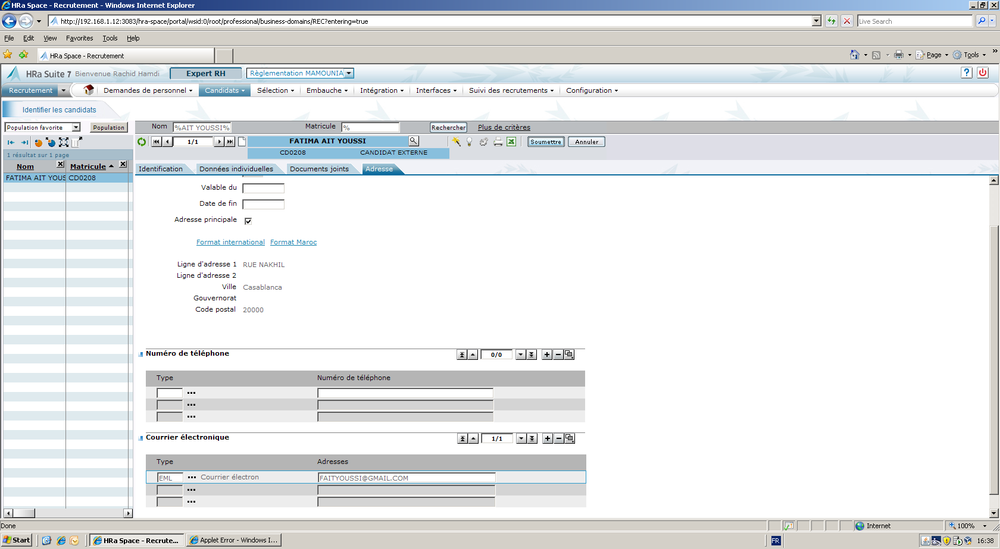 HRa Space - Recrutement - Windows Internet Explorer
http://192.168.1.12:3083/hra-space/portal/wsid:0/root/professional/business-domains/REC?entering=true
Live Search
File Edit View Favorites Tools Help
HRa Space - Recrutement
Page Tools »
HRa Suite 7 Bienvenue Rachid Hamdi Expert RH Règlementation MAMOUNIA ?
Recrutement Demandes de personnel Candidats Sélection Embauche Intégration Interfaces Suivi des recrutements Configuration
Identifier les candidats
Population favorite Population Nom %AIT YOUSSI% Matricule % Rechercher Plus de critères
1/1 FATIMA AIT YOUSSI Soumettre Annuler
1 résultat sur 1 page CD0208 CANDIDAT EXTERNE
Nom Matricule
Identification Données individuelles Documents joints Adresse
FATIMA AIT YOUS CD0208
Valable du
Date de fin
Adresse principale
Format international Format Maroc
Ligne d'adresse 1 RUE NAKHIL
Ligne d'adresse 2
Ville Casablanca
Gouvernorat
Code postal 20000
Numéro de téléphone 0/0
Type Numéro de téléphone
Courrier électronique 1/1
Type Adresses
EML Courrier électron FAITYOUSSI@GMAIL.COM
Done Internet 100%
Start HRa Space - Recrute... Applet Error - Windows I... FR 16:38